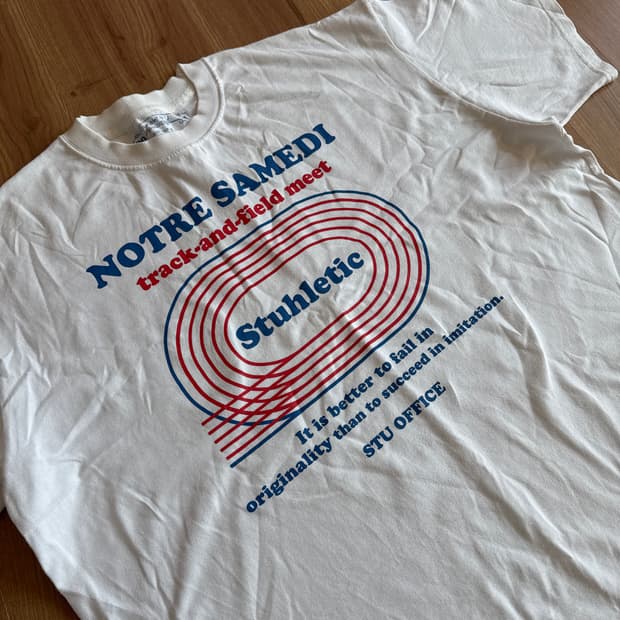 NOTRE SAMEDI
track-and-field meet
Stuhletic
It is better to fail in
originality than to succeed in imitation.
STU OFFICE